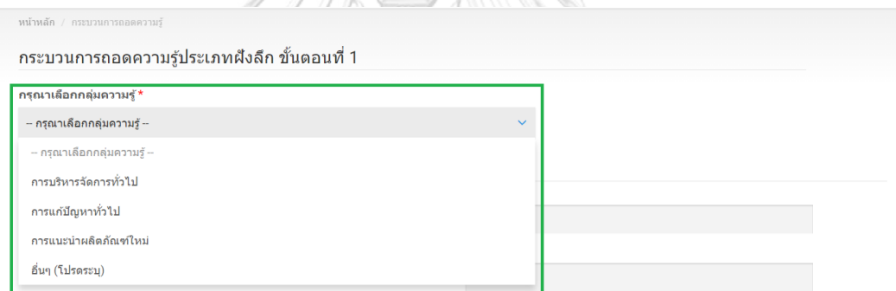 หน้าหลัก / กระบวนการถอดความรู้
กระบวนการถอดความรู้ประเภทฝังลึก ขั้นตอนที่ 1
กรุณาเลือกกลุ่มความรู้ *
-- กรุณาเลือกกลุ่มความรู้ --
-- กรุณาเลือกกลุ่มความรู้ --
การบริหารจัดการทั่วไป
การแก้ปัญหาทั่วไป
การแนะนำผลิตภัณฑ์ใหม่
อื่นๆ (โปรดระบุ)